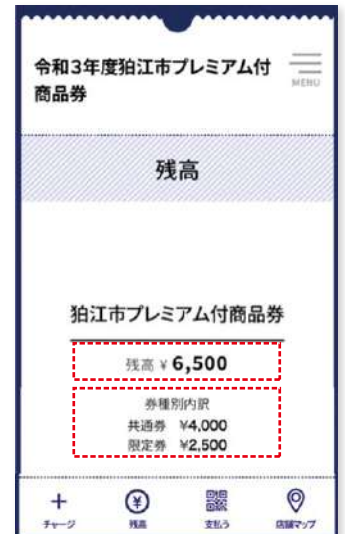 令和3年度狛江市プレミアム付
商品券
MENU
残高
狛江市プレミアム付商品券
残高 ¥ 6,500
券種別内訳
共通券 ¥4,000
限定券 ¥2,500
チャージ
残高
支払う
店舗マップ